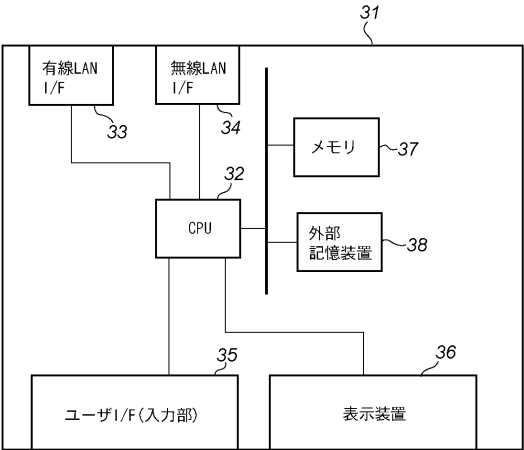 31
有線LAN
I/F
33
無線LAN
I/F
34
メモリ
37
32
CPU
外部
記憶装置
38
35
ユーザI/F(入力部)
36
表示装置